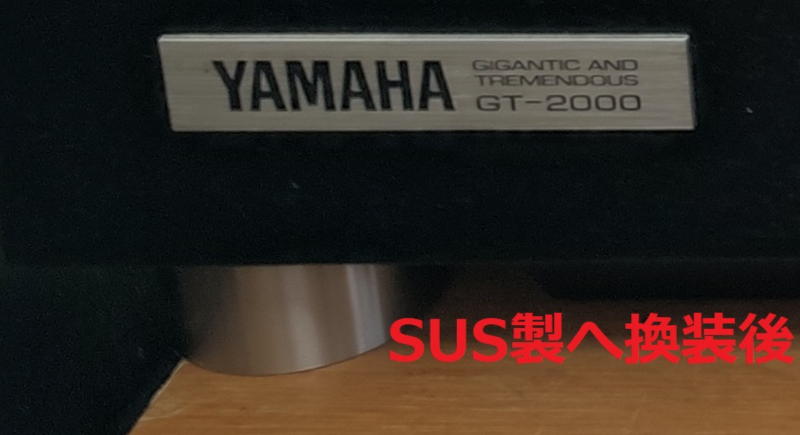 YAMAHA
GIGANTIC AND
TREMENDOUS
GT-2000
SUS製へ換装後